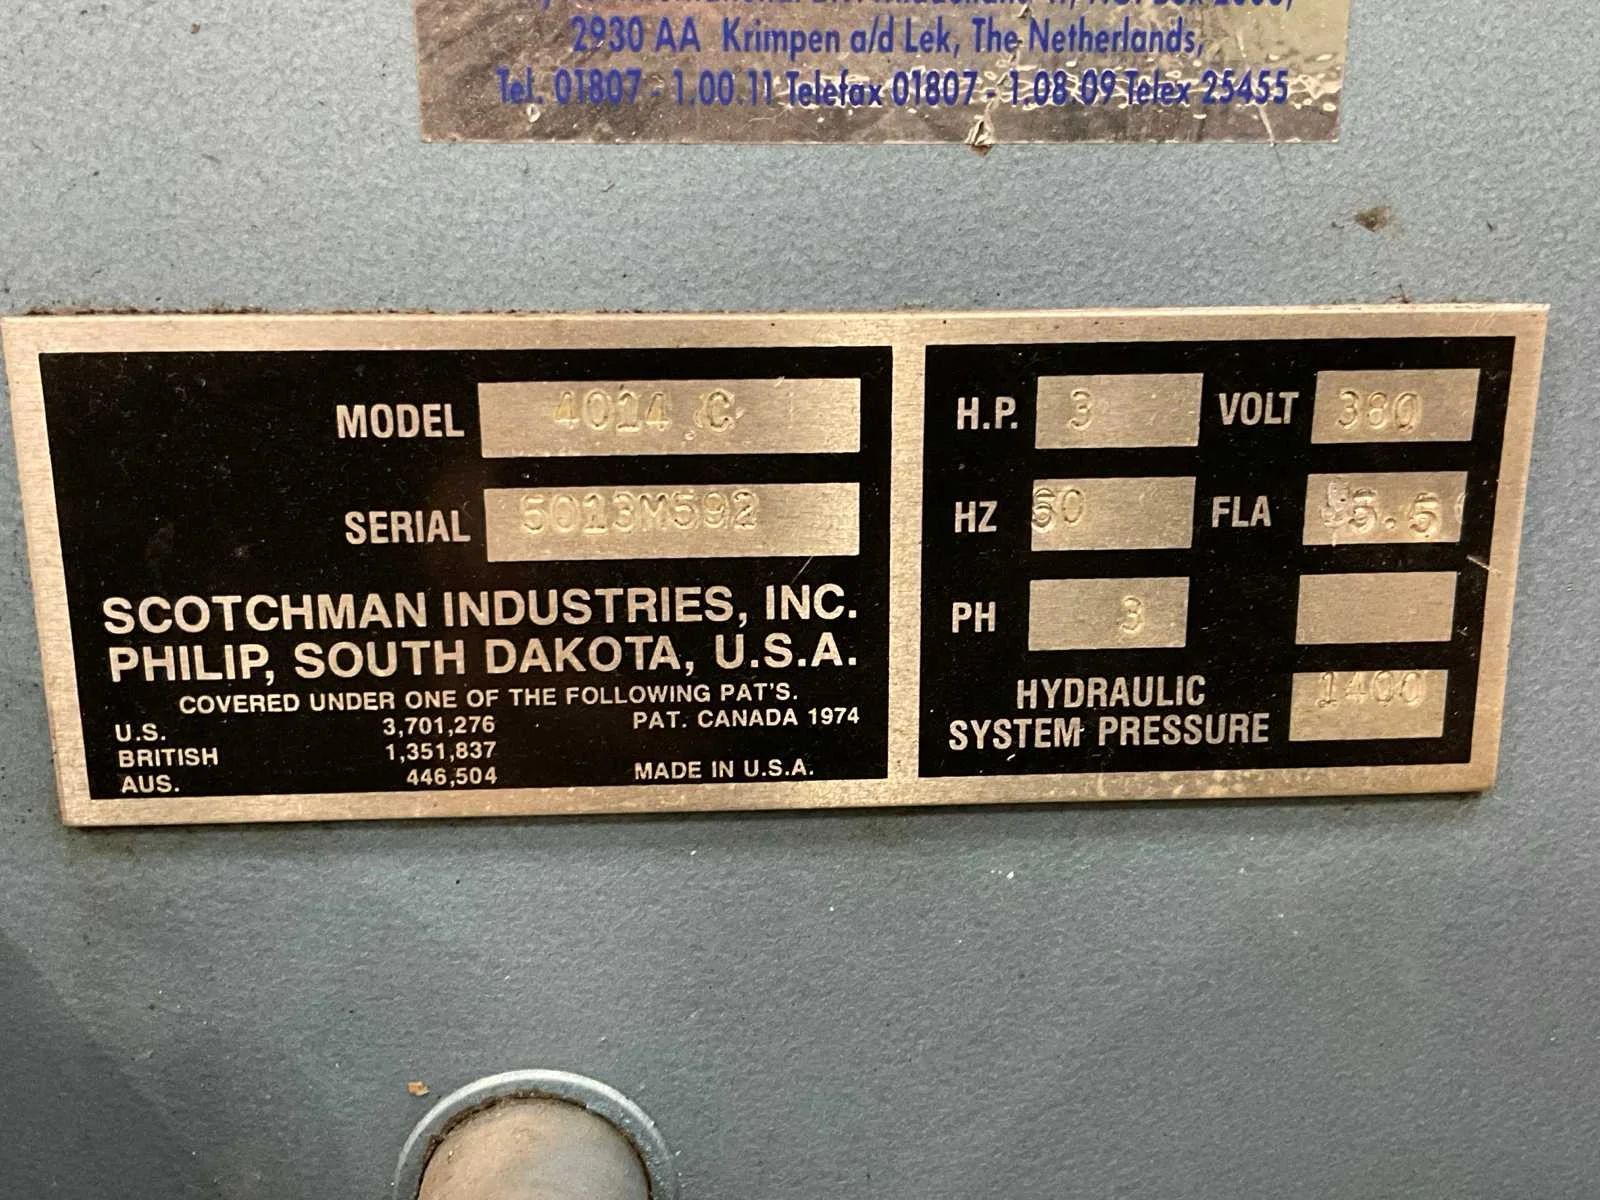 2930 AA Krimpen a/d Lek, The Netherlands,
Tel. 01807 - 1.00.11 Telefax 01807 - 1.08.09 Telex 25455
MODEL 4014 C
SERIAL 5013M592
SCOTCHMAN INDUSTRIES, INC.
PHILIP, SOUTH DAKOTA, U.S.A.
COVERED UNDER ONE OF THE FOLLOWING PAT'S.
U.S. 3,701,276 PAT. CANADA 1974
BRITISH 1,351,837
AUS. 446,504 MADE IN U.S.A.
H.P. 3 VOLT 380
HZ 50 FLA 5.5
PH 3
HYDRAULIC
SYSTEM PRESSURE 1400